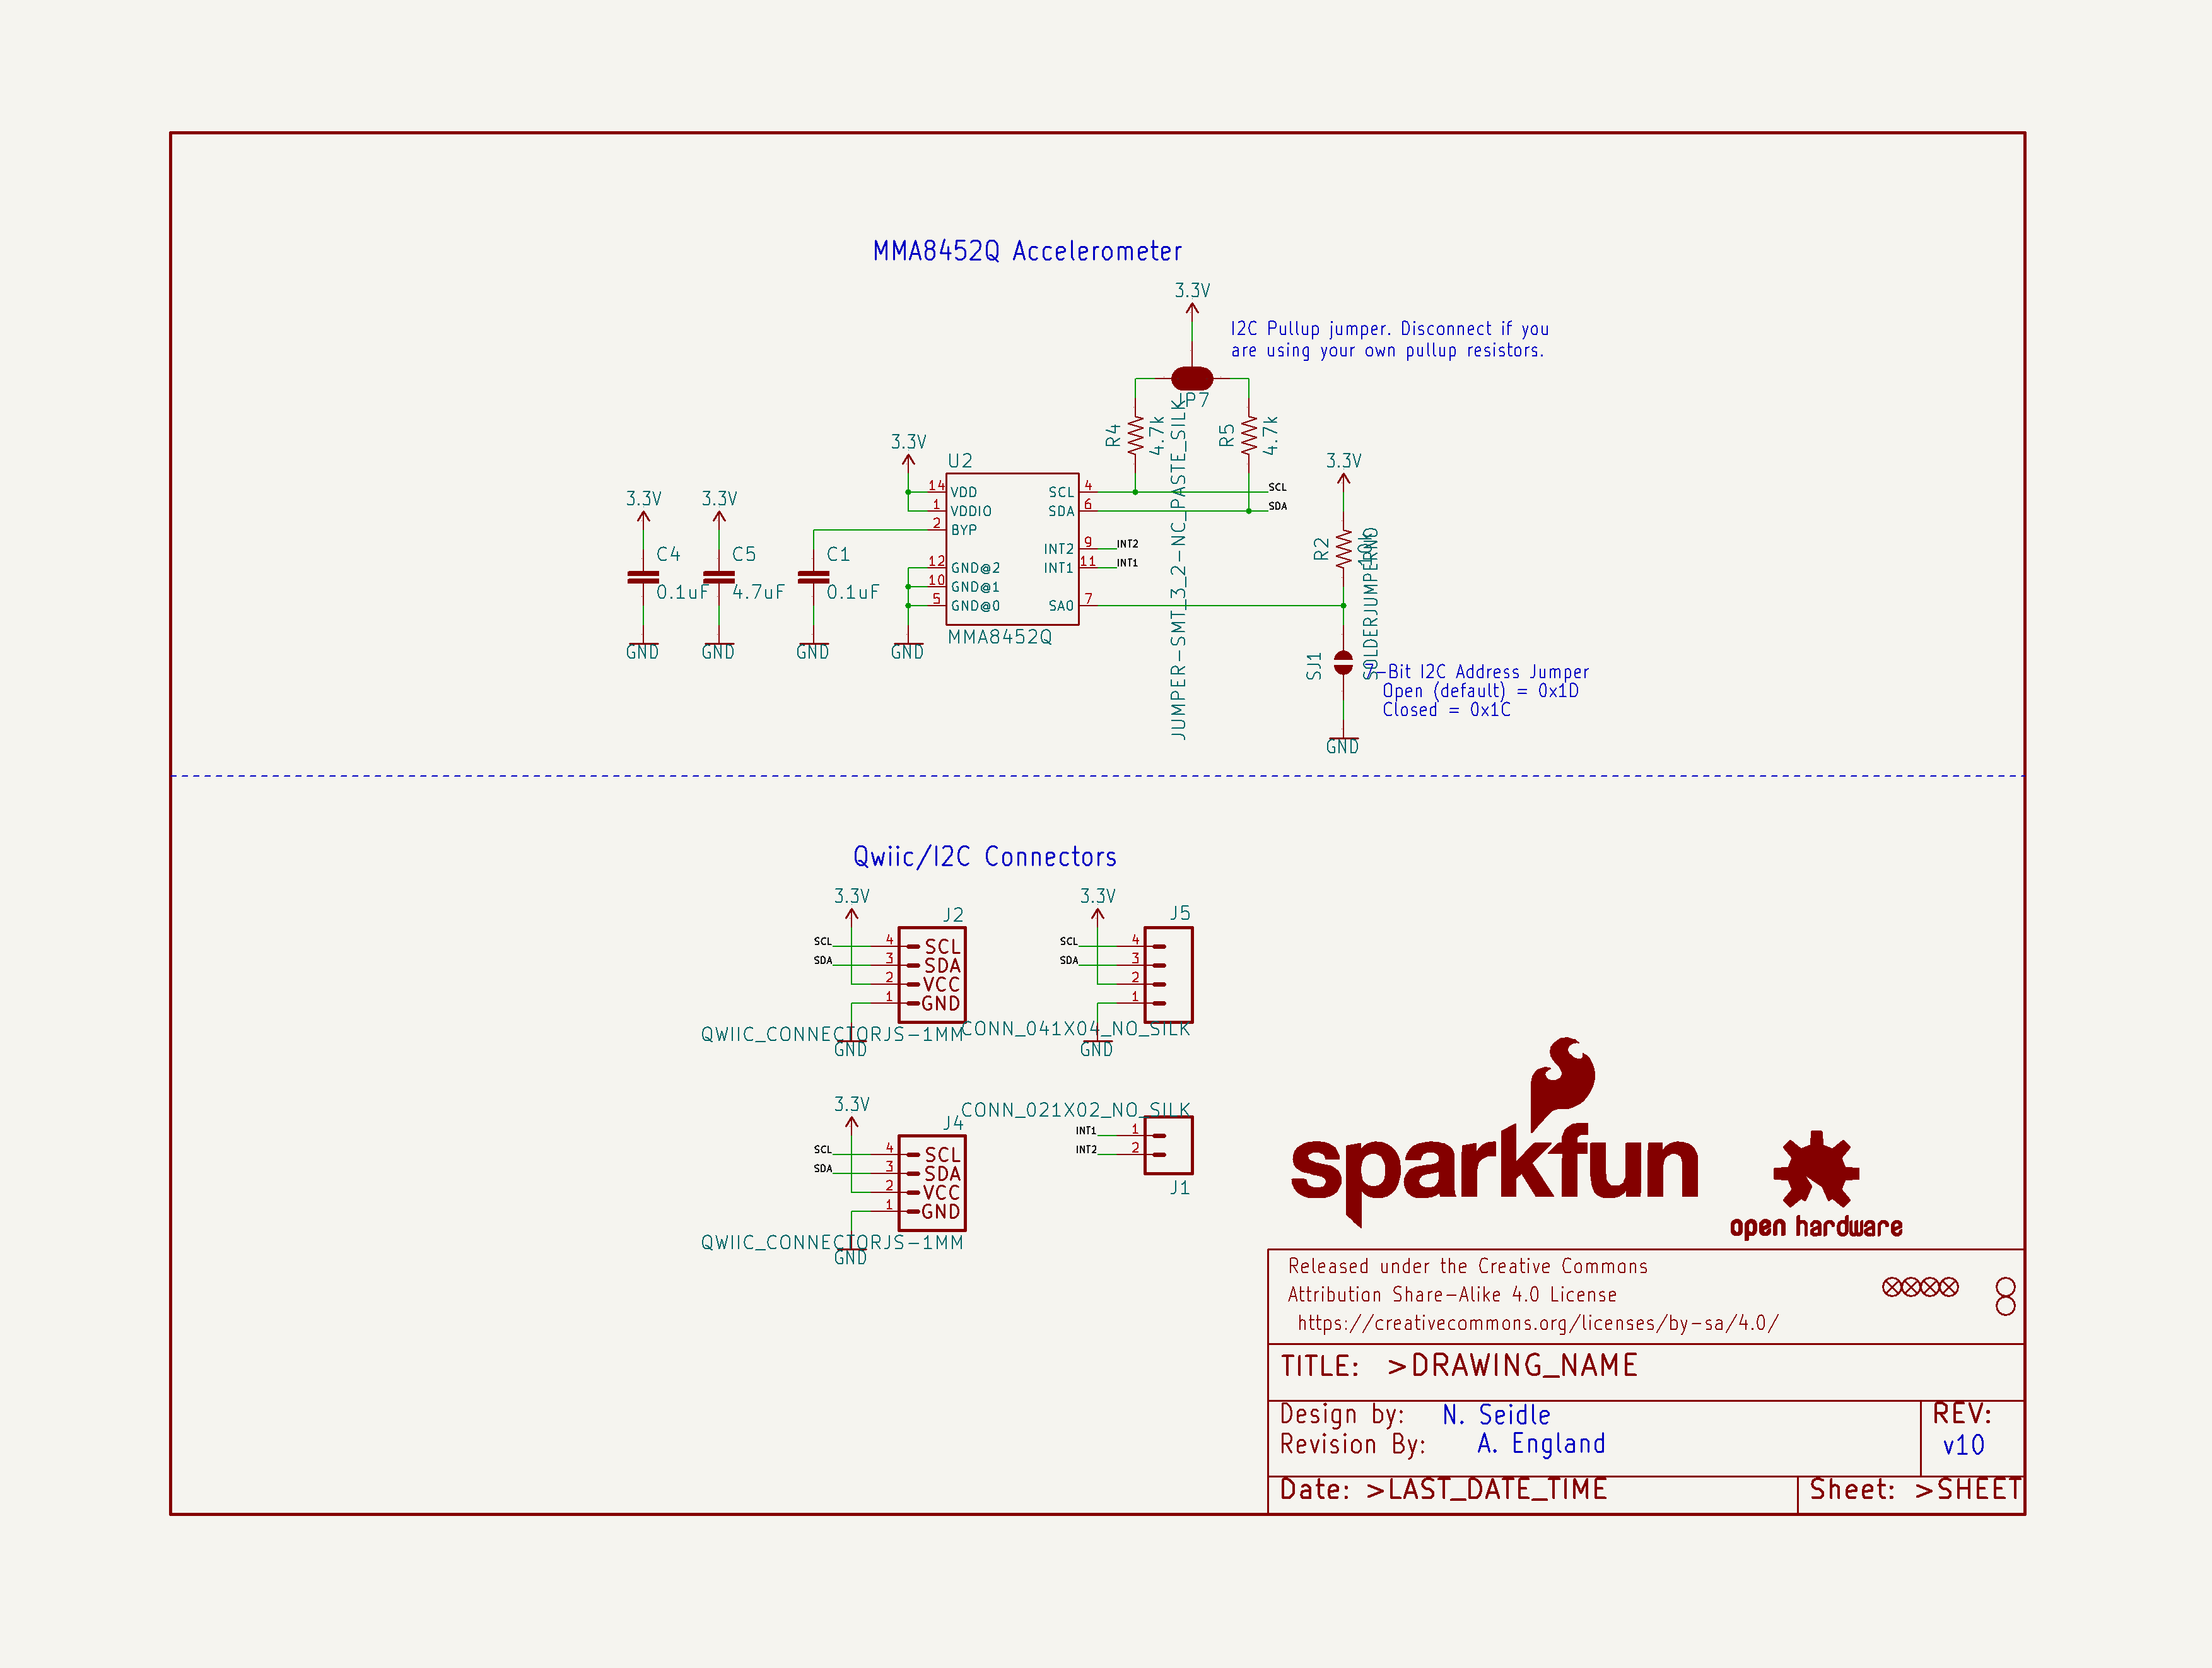 MMA8452Q Accelerometer
3.3V
I2C Pullup jumper. Disconnect if you
are using your own pullup resistors.
JP7
JUMPER-SMT_3_2-NC_PASTE_SILK
R4
4.7k
R5
4.7k
3.3V
U2
14 VDD
1 VDDIO
2 BYP
12 GND@2
10 GND@1
5 GND@0
SCL 4
SDA 6
INT2 9
INT1 11
SA0 7
MMA8452Q
GND
SCL
SDA
INT2
INT1
3.3V
C4
0.1uF
GND
3.3V
C5
4.7uF
GND
C1
0.1uF
GND
3.3V
R2
10k
SJ1
SOLDERJUMPERNO
7-Bit I2C Address Jumper
Open (default) = 0x1D
Closed = 0x1C
GND
Qwiic/I2C Connectors
3.3V
J2
SCL 4 SCL
SDA 3 SDA
2 VCC
1 GND
QWIIC_CONNECTORJS-1MM
GND
3.3V
J5
SCL 4
SDA 3
2
1
CONN_041X04_NO_SILK
GND
3.3V
J4
SCL 4 SCL
SDA 3 SDA
2 VCC
1 GND
QWIIC_CONNECTORJS-1MM
GND
CONN_021X02_NO_SILK
INT1 1
INT2 2
J1
sparkfun
open hardware
Released under the Creative Commons
Attribution Share-Alike 4.0 License
https://creativecommons.org/licenses/by-sa/4.0/
TITLE: >DRAWING_NAME
Design by: N. Seidle
Revision By: A. England
REV:
v10
Date: >LAST_DATE_TIME
Sheet: >SHEET